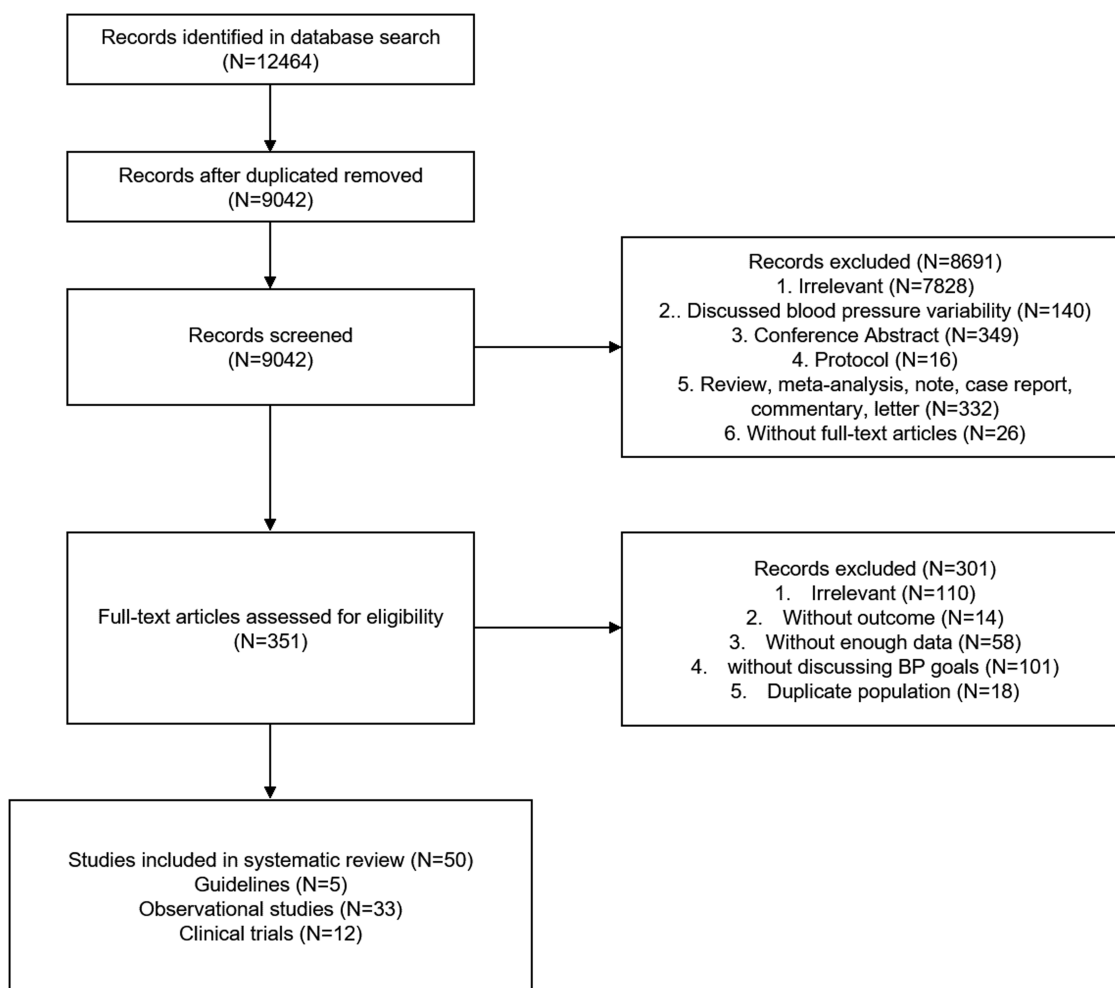 Records identified in database search
(N=12464)
Records after duplicated removed
(N=9042)
Records screened
(N=9042)
Records excluded (N=8691)
1. Irrelevant (N=7828)
2.. Discussed blood pressure variability (N=140)
3. Conference Abstract (N=349)
4. Protocol (N=16)
5. Review, meta-analysis, note, case report,
commentary, letter (N=332)
6. Without full-text articles (N=26)
Full-text articles assessed for eligibility
(N=351)
Records excluded (N=301)
1. Irrelevant (N=110)
2. Without outcome (N=14)
3. Without enough data (N=58)
4. without discussing BP goals (N=101)
5. Duplicate population (N=18)
Studies included in systematic review (N=50)
Guidelines (N=5)
Observational studies (N=33)
Clinical trials (N=12)